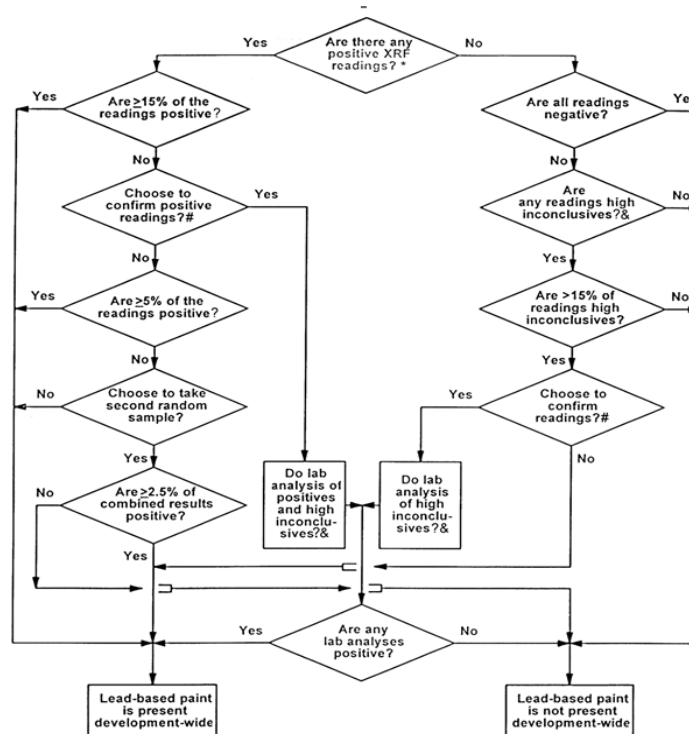 Are there any
positive XRF
readings? *
Yes
No
Are ≥15% of the
readings positive?
Yes
No
Are all readings
negative?
No
Choose to
confirm positive
readings?#
Yes
No
Are
any readings high
inconclusives?&
No
Yes
Are ≥5% of the
readings positive?
Yes
No
Are >15% of
readings high
inconclusives?
No
Yes
Choose to take
second random
sample?
No
Yes
Choose to
confirm
readings?#
Yes
No
Are ≥2.5% of
combined results
positive?
No
Yes
Do lab
analysis of
positives
and high
inconclu-
sives?&
Do lab
analysis
of high
inconclu-
sives?&
Are any
lab analyses
positive?
Yes
No
Lead-based paint
is present
development-wide
Lead-based paint
is not present
development-wide